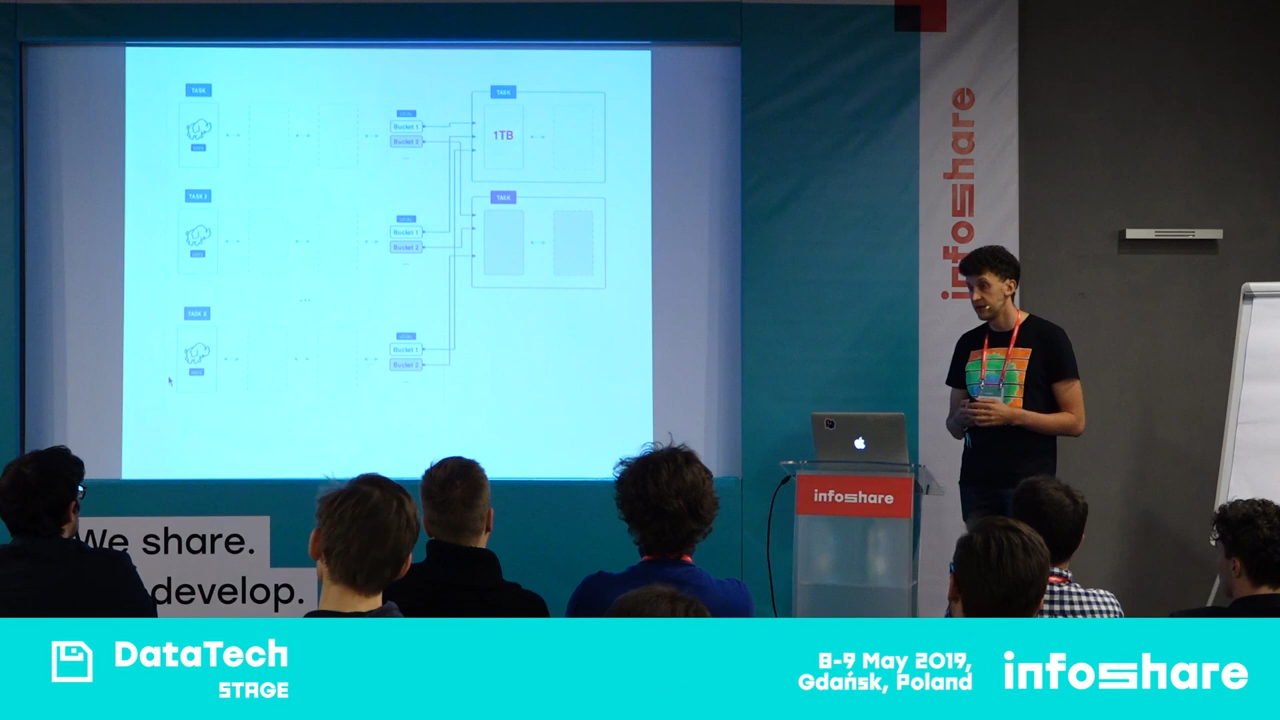 TASK
Bucket 1
Bucket 2
TASK
1TB
TASK 2
Bucket 1
Bucket 2
TASK
Bucket 1
Bucket 2
infoshare
infoshare
We share.
develop.
DataTech
STAGE
8-9 May 2019,
Gdańsk, Poland
infoshare